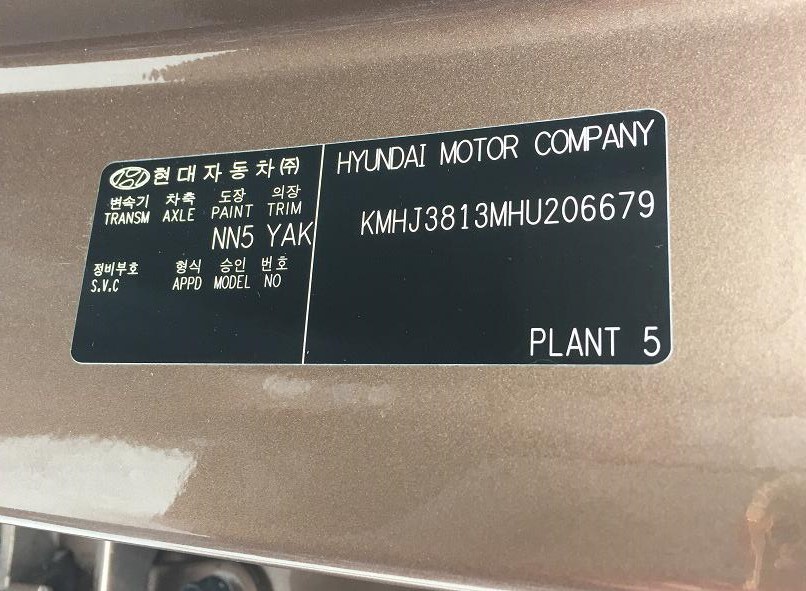 현대자동차(주)
변속기 차축 도장 의장
TRANSM AXLE PAINT TRIM
NN5 YAK
정비부호 형식 승인 번호
S.V.C APPD MODEL NO
HYUNDAI MOTOR COMPANY
KMHJ3813MHU206679
PLANT 5